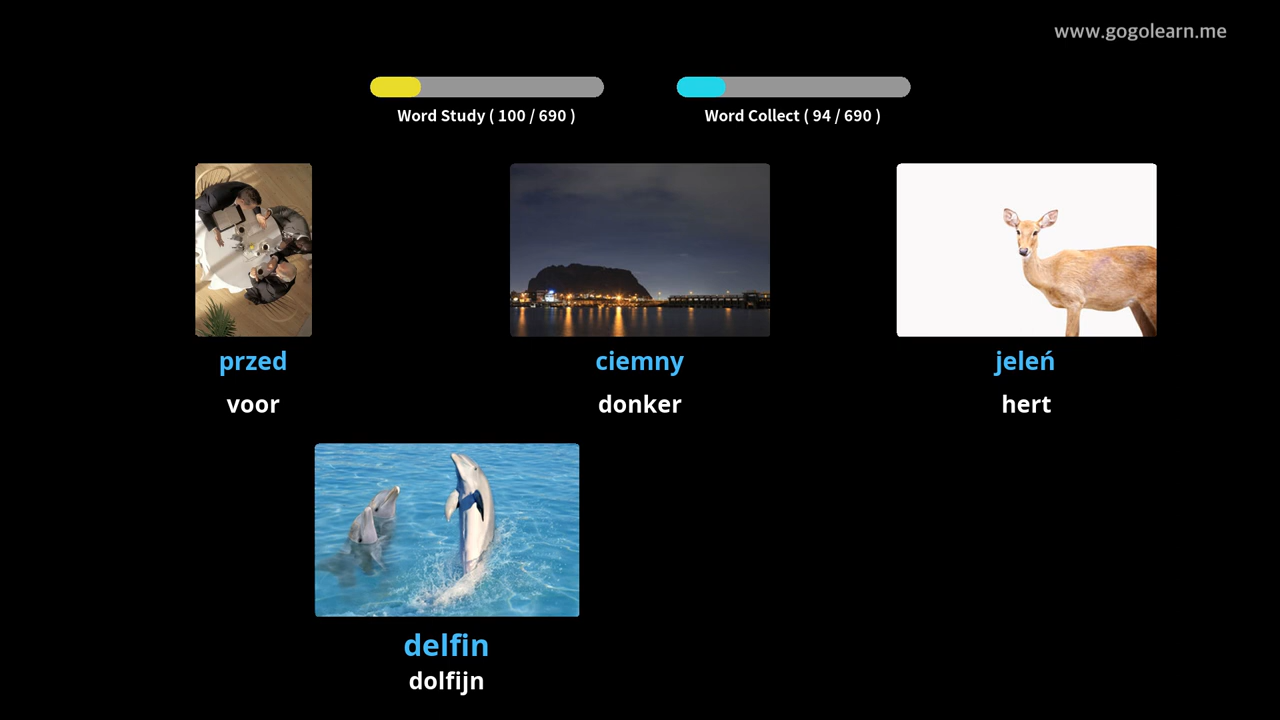 www.gogolearn.me
Word Study ( 100 / 690 )
Word Collect ( 94 / 690 )
przed
ciemny
jeleń
voor
donker
hert
delfin
dolfijn